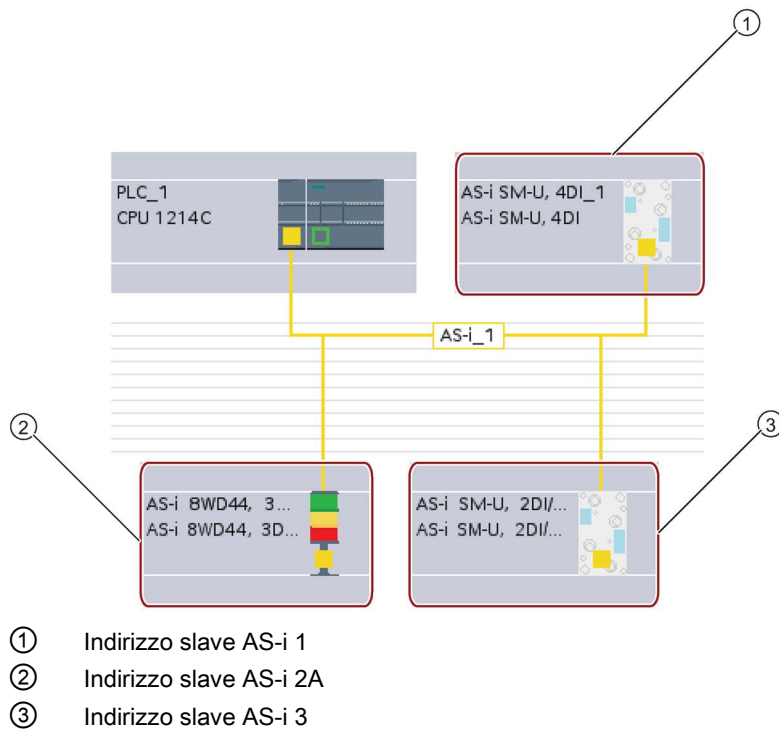 ①
PLC_1
CPU 1214C
AS-i SM-U, 4DI_1
AS-i SM-U, 4DI
AS-i_1
②
③
AS-i 8WD44, 3...
AS-i 8WD44, 3D...
AS-i SM-U, 2DI/...
AS-i SM-U, 2DI/...
① Indirizzo slave AS-i 1
② Indirizzo slave AS-i 2A
③ Indirizzo slave AS-i 3